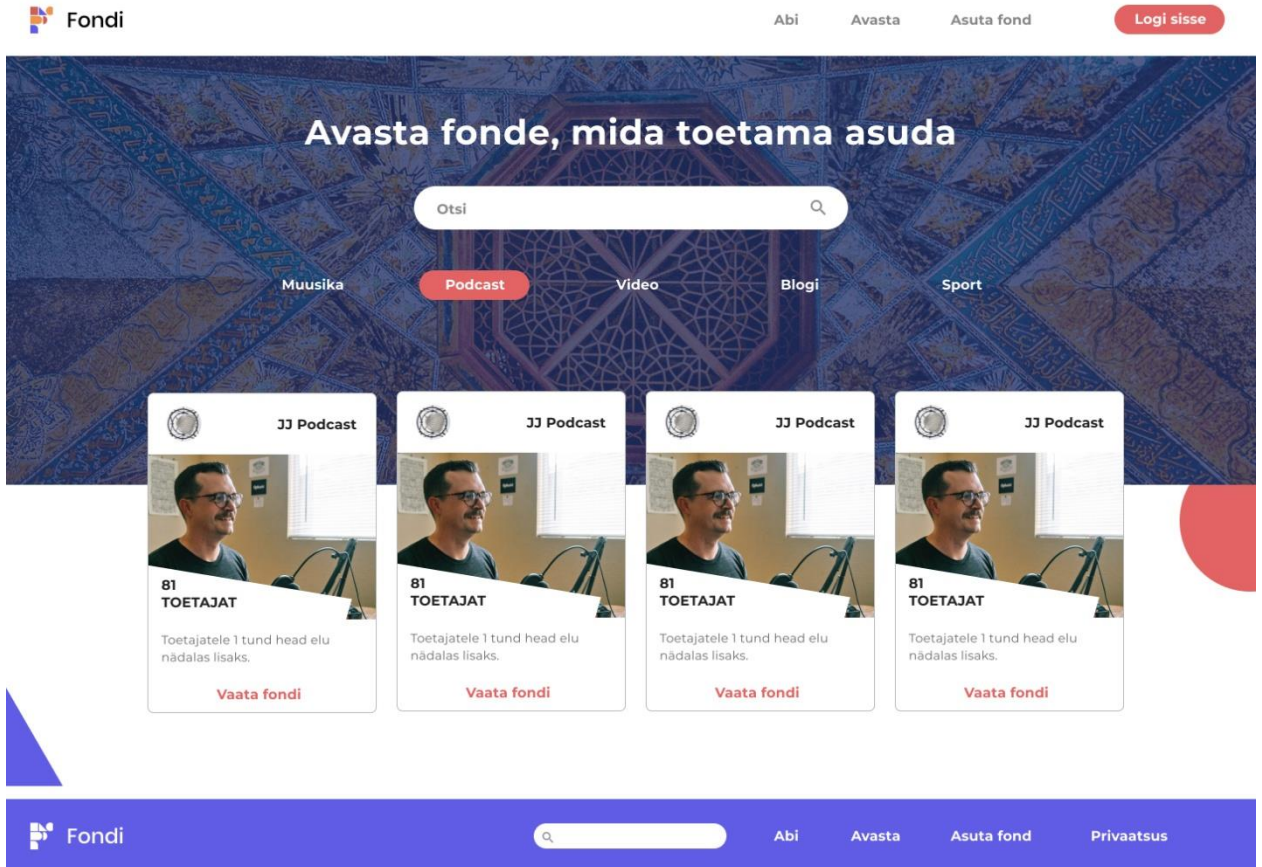 Fondi
Abi Avasta Asuta fond Logi sisse
Avasta fonde, mida toetama asuda
Otsi
Muusika Podcast Video Blogi Sport
JJ Podcast
81
TOETAJAT
Toetajatele 1 tund head elu
nädalas lisaks.
Vaata fondi
JJ Podcast
81
TOETAJAT
Toetajatele 1 tund head elu
nädalas lisaks.
Vaata fondi
JJ Podcast
81
TOETAJAT
Toetajatele 1 tund head elu
nädalas lisaks.
Vaata fondi
JJ Podcast
81
TOETAJAT
Toetajatele 1 tund head elu
nädalas lisaks.
Vaata fondi
Fondi
Abi Avasta Asuta fond Privaatsus